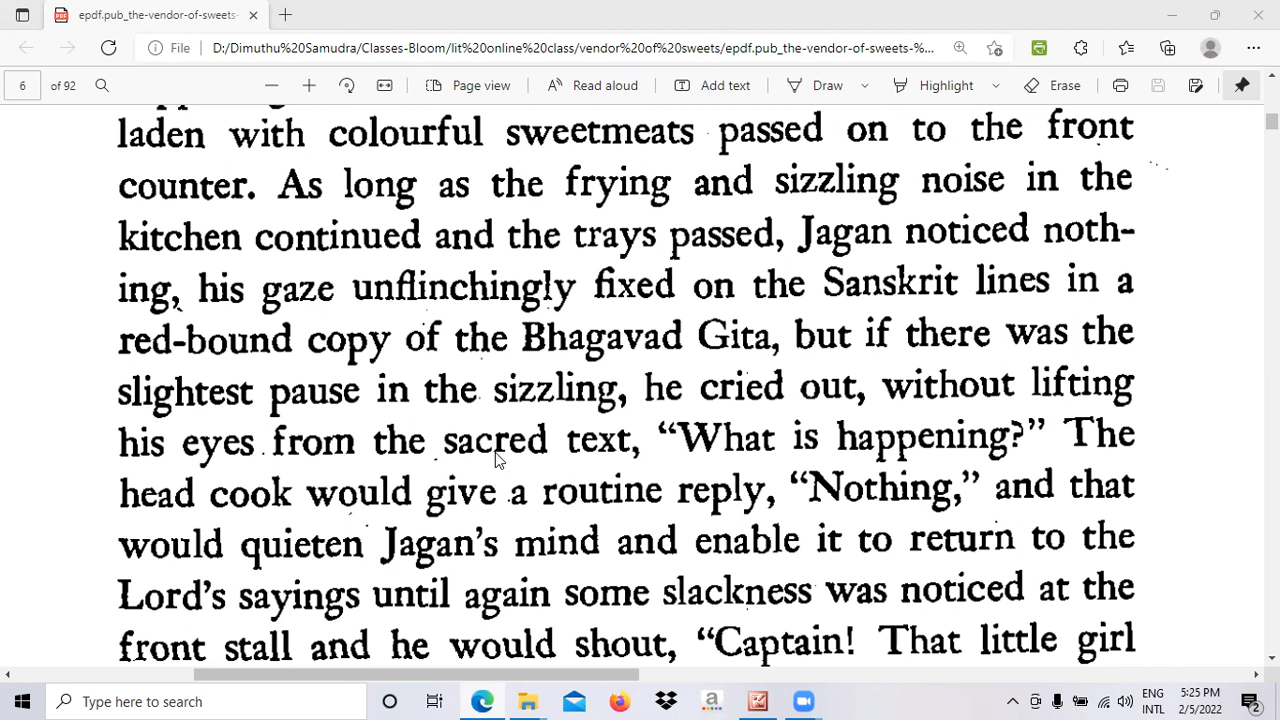 epdf.pub_the-vendor-of-sweets-
File D:/Dimuthu%20Samudra/Classes-Bloom/lit%20online%20class/vendor%20of%20sweets/epdf.pub_the-vendor-of-sweets-%...
6 of 92 Page view Read aloud Add text Draw Highlight Erase
laden with colourful sweetmeats passed on to the front
counter. As long as the frying and sizzling noise in the
kitchen continued and the trays passed, Jagan noticed noth-
ing, his gaze unflinchingly fixed on the Sanskrit lines in a
red-bound copy of the Bhagavad Gita, but if there was the
slightest pause in the sizzling, he cried out, without lifting
his eyes from the sacred text, “What is happening?” The
head cook would give a routine reply, “Nothing,” and that
would quieten Jagan’s mind and enable it to return to the
Lord’s sayings until again some slackness was noticed at the
front stall and he would shout, “Captain! That little girl
Type here to search
ENG 5:23 PM
INTL 2/5/2022
2